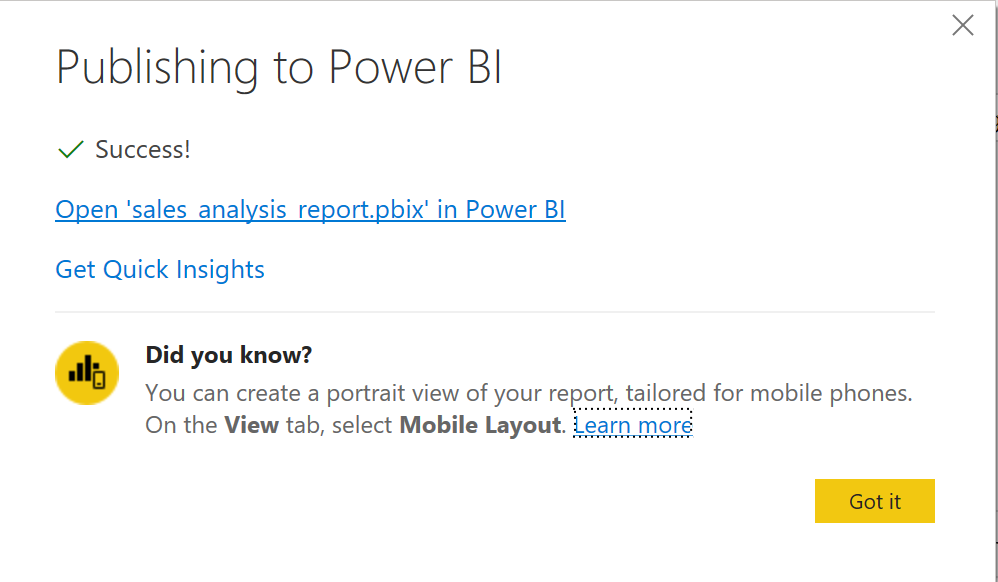 Publishing to Power BI
Success!
Open 'sales_analysis_report.pbix' in Power BI
Get Quick Insights
Did you know?
You can create a portrait view of your report, tailored for mobile phones.
On the View tab, select Mobile Layout. Learn more
Got it